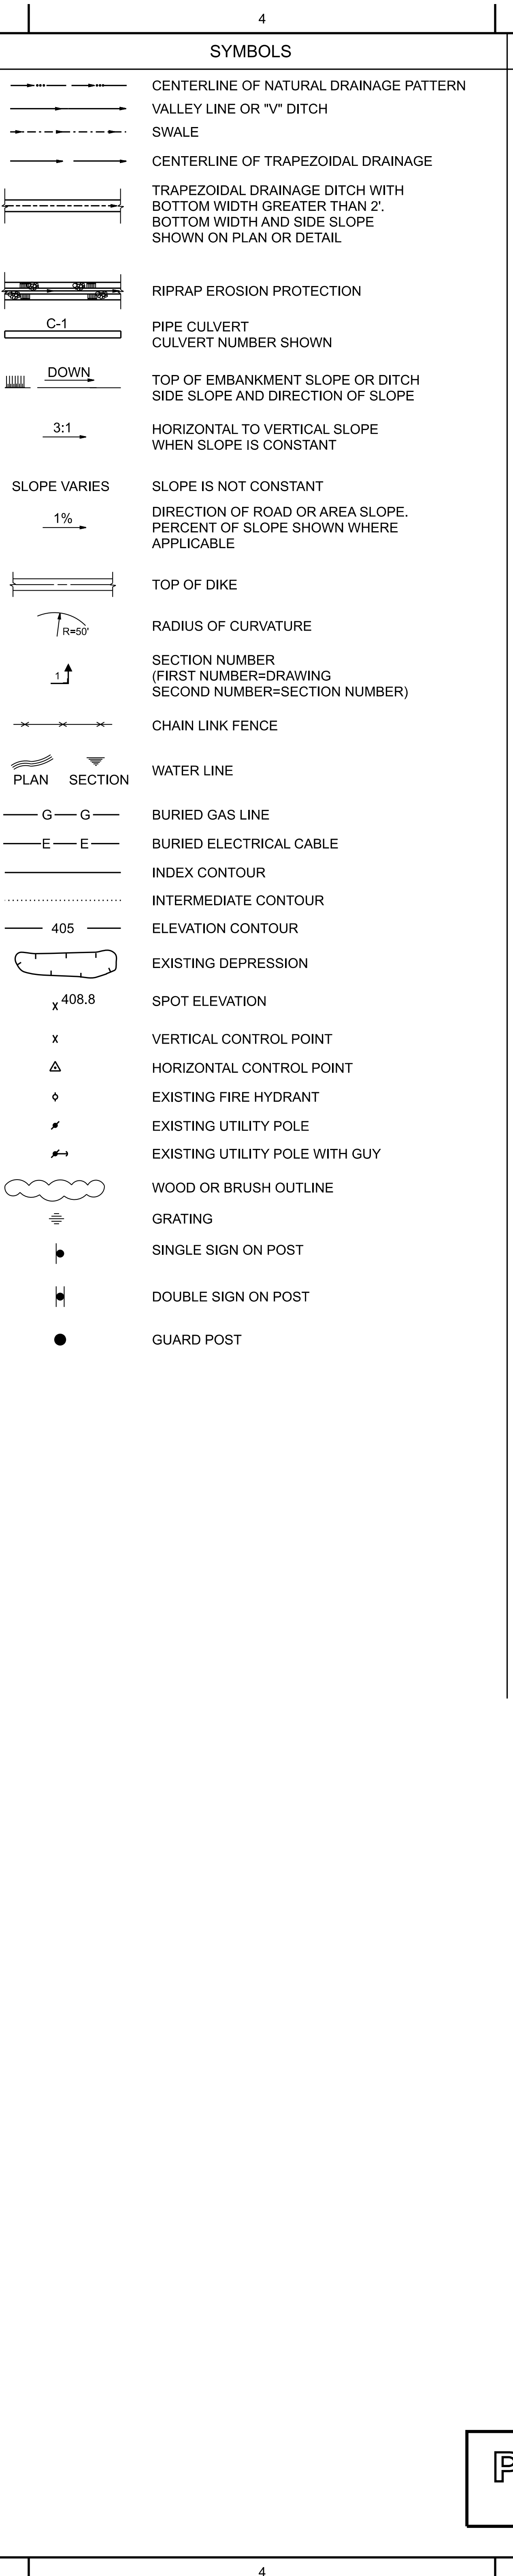 4
SYMBOLS
CENTERLINE OF NATURAL DRAINAGE PATTERN
VALLEY LINE OR "V" DITCH
SWALE
CENTERLINE OF TRAPEZOIDAL DRAINAGE
TRAPEZOIDAL DRAINAGE DITCH WITH
BOTTOM WIDTH GREATER THAN 2'.
BOTTOM WIDTH AND SIDE SLOPE
SHOWN ON PLAN OR DETAIL
RIPRAP EROSION PROTECTION
C-1
PIPE CULVERT
CULVERT NUMBER SHOWN
DOWN
TOP OF EMBANKMENT SLOPE OR DITCH
SIDE SLOPE AND DIRECTION OF SLOPE
3:1
HORIZONTAL TO VERTICAL SLOPE
WHEN SLOPE IS CONSTANT
SLOPE VARIES
SLOPE IS NOT CONSTANT
1%
DIRECTION OF ROAD OR AREA SLOPE.
PERCENT OF SLOPE SHOWN WHERE
APPLICABLE
TOP OF DIKE
R=50'
RADIUS OF CURVATURE
1
SECTION NUMBER
(FIRST NUMBER=DRAWING
SECOND NUMBER=SECTION NUMBER)
CHAIN LINK FENCE
PLAN SECTION
WATER LINE
G G
BURIED GAS LINE
E E
BURIED ELECTRICAL CABLE
INDEX CONTOUR
INTERMEDIATE CONTOUR
405
ELEVATION CONTOUR
EXISTING DEPRESSION
x 408.8
SPOT ELEVATION
x
VERTICAL CONTROL POINT
HORIZONTAL CONTROL POINT
EXISTING FIRE HYDRANT
EXISTING UTILITY POLE
EXISTING UTILITY POLE WITH GUY
WOOD OR BRUSH OUTLINE
GRATING
SINGLE SIGN ON POST
DOUBLE SIGN ON POST
GUARD POST
P
4